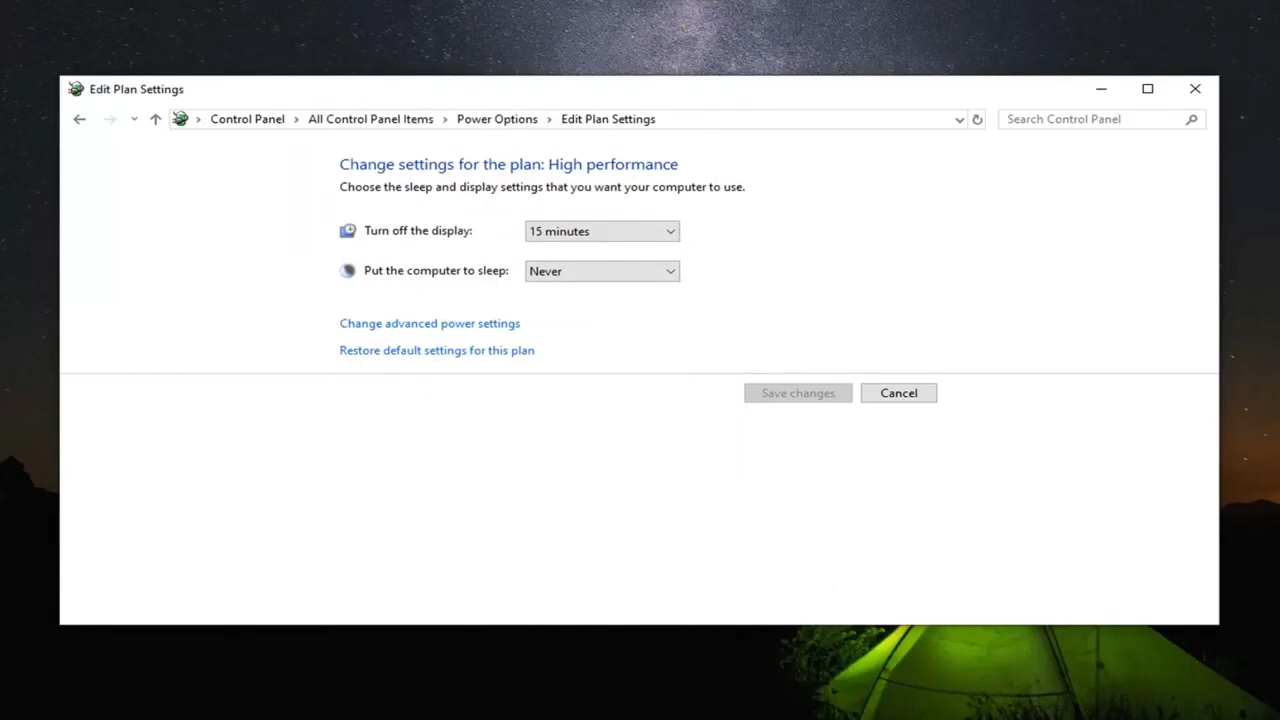 Edit Plan Settings
Control Panel > All Control Panel Items > Power Options > Edit Plan Settings
Search Control Panel
Change settings for the plan: High performance
Choose the sleep and display settings that you want your computer to use.
Turn off the display: 15 minutes
Put the computer to sleep: Never
Change advanced power settings
Restore default settings for this plan
Save changes Cancel